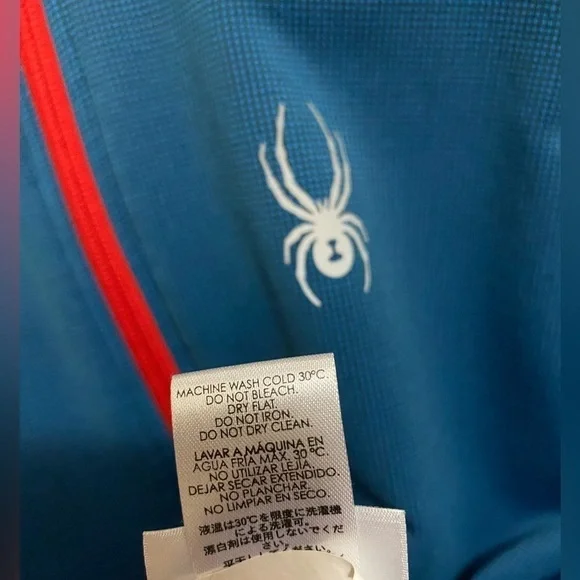 MACHINE WASH COLD 30°C.
DO NOT BLEACH.
DRY FLAT.
DO NOT IRON.
DO NOT DRY CLEAN.
LAVAR A MÁQUINA EN
AGUA FRÍA MÁX. 30 °C.
NO UTILIZAR LEJÍA
DEJAR SECAR EXTENDIDO.
NO PLANCHAR.
NO LIMPIAR EN SECO.
液温は30℃を限度に洗濯機
による洗濯可。
漂白剤は使用しないでくださ